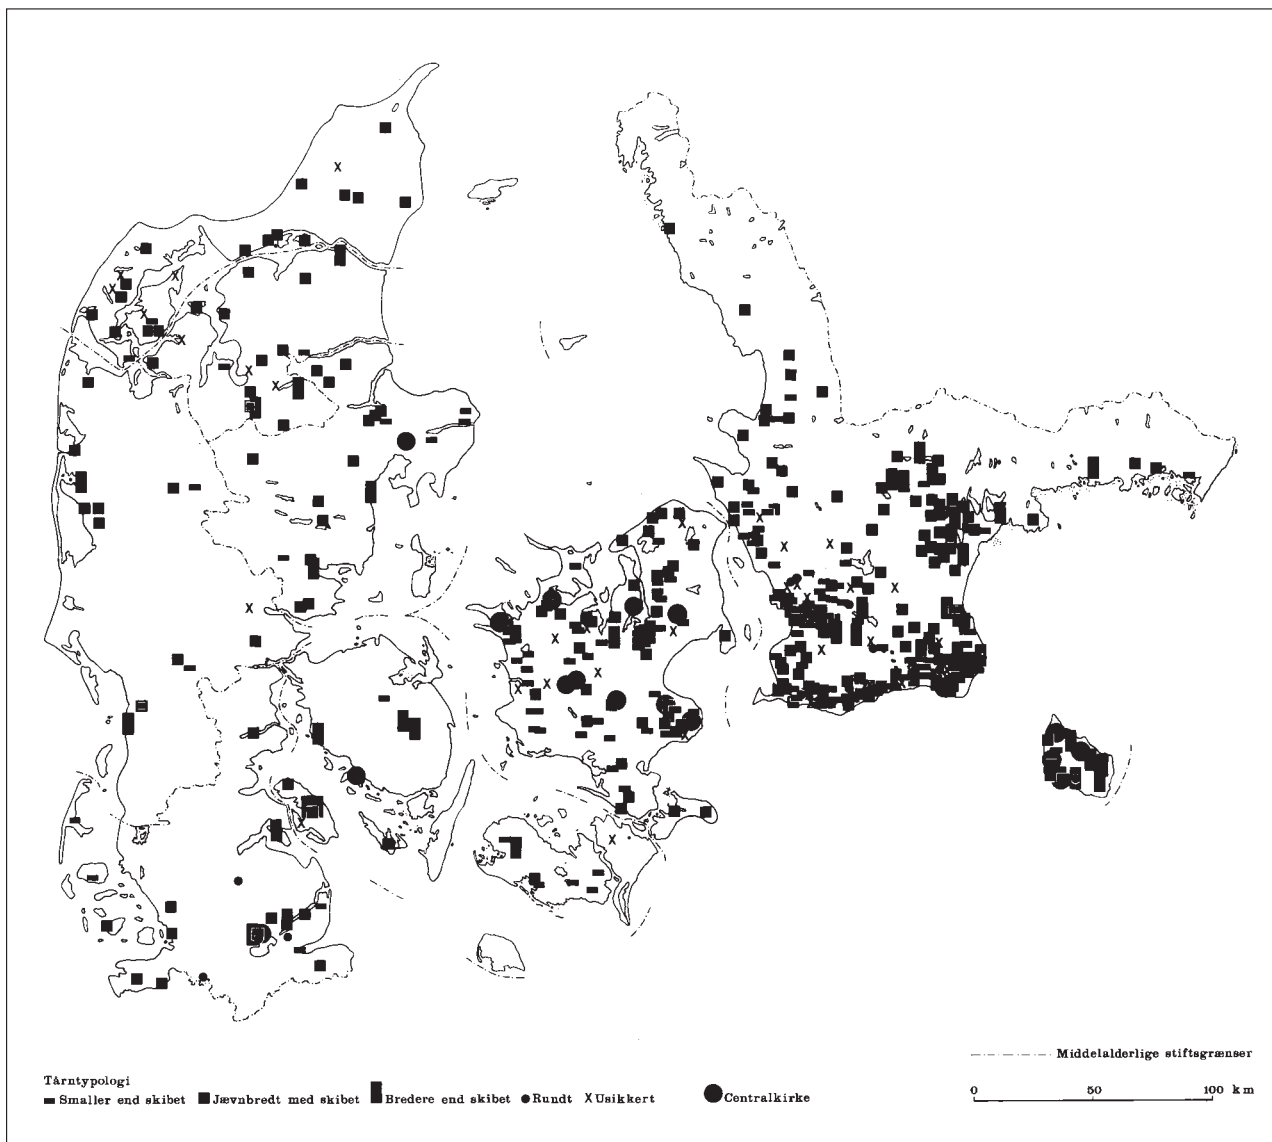 Middelalderlige stiftsgrænser
Tårntypologi
Smaller end skibet Jævnbredt med skibet Bredere end skibet Rundt X Usikkert Centralkirke
0 50 100 km